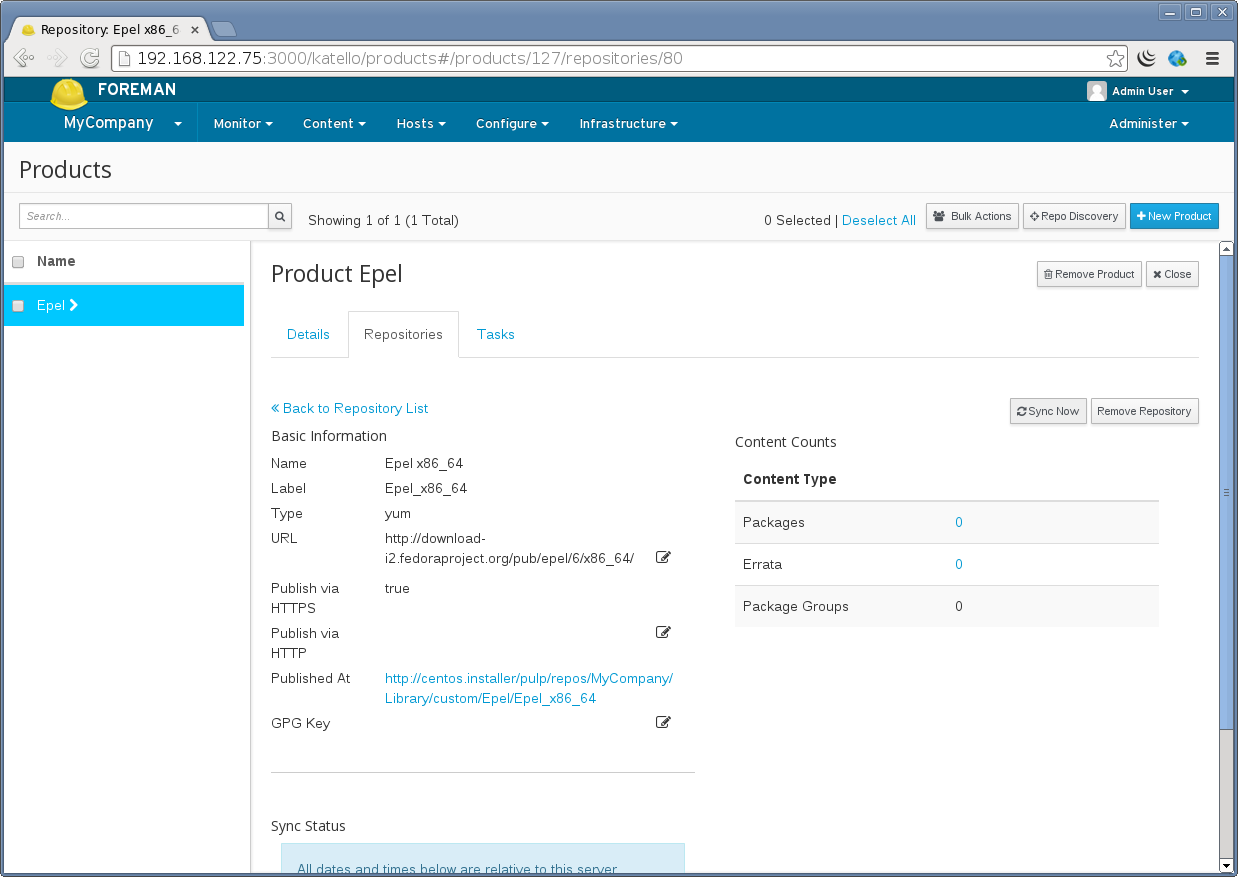 Repository: Epel x86_6
192.168.122.75:3000/katello/products#/products/127/repositories/80
FOREMAN
Admin User
MyCompany
Monitor
Content
Hosts
Configure
Infrastructure
Administer
Products
Search...
Showing 1 of 1 (1 Total)
0 Selected | Deselect All
Bulk Actions
Repo Discovery
New Product
Name
Epel
Product Epel
Remove Product
Close
Details
Repositories
Tasks
Back to Repository List
Sync Now
Remove Repository
Basic Information
Name Epel x86_64
Label Epel_x86_64
Type yum
URL http://download-
i2.fedoraproject.org/pub/epel/6/x86_64/
Publish via true
HTTPS
Publish via
HTTP
Published At http://centos.installer/pulp/repos/MyCompany/
Library/custom/Epel/Epel_x86_64
GPG Key
Content Counts
Content Type
Packages 0
Errata 0
Package Groups 0
Sync Status
All dates and times below are relative to this server